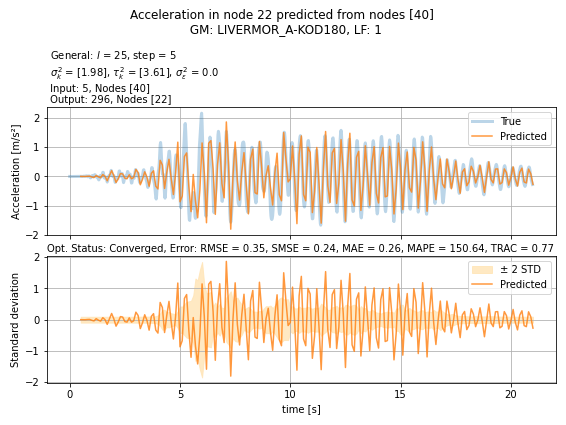 Acceleration in node 22 predicted from nodes [40]
GM: LIVERMOR_A-KOD180, LF: 1
General: l = 25, step = 5
σ²ₖ = [1.98], τ²ₖ = [3.61], σ²ε = 0.0
Input: 5, Nodes [40]
Output: 296, Nodes [22]
Acceleration [m/s²]
2
1
0
−1
−2
True
Predicted
Opt. Status: Converged, Error: RMSE = 0.35, SMSE = 0.24, MAE = 0.26, MAPE = 150.64, TRAC = 0.77
Standard deviation
2
1
0
−1
−2
± 2 STD
Predicted
0 5 10 15 20
time [s]